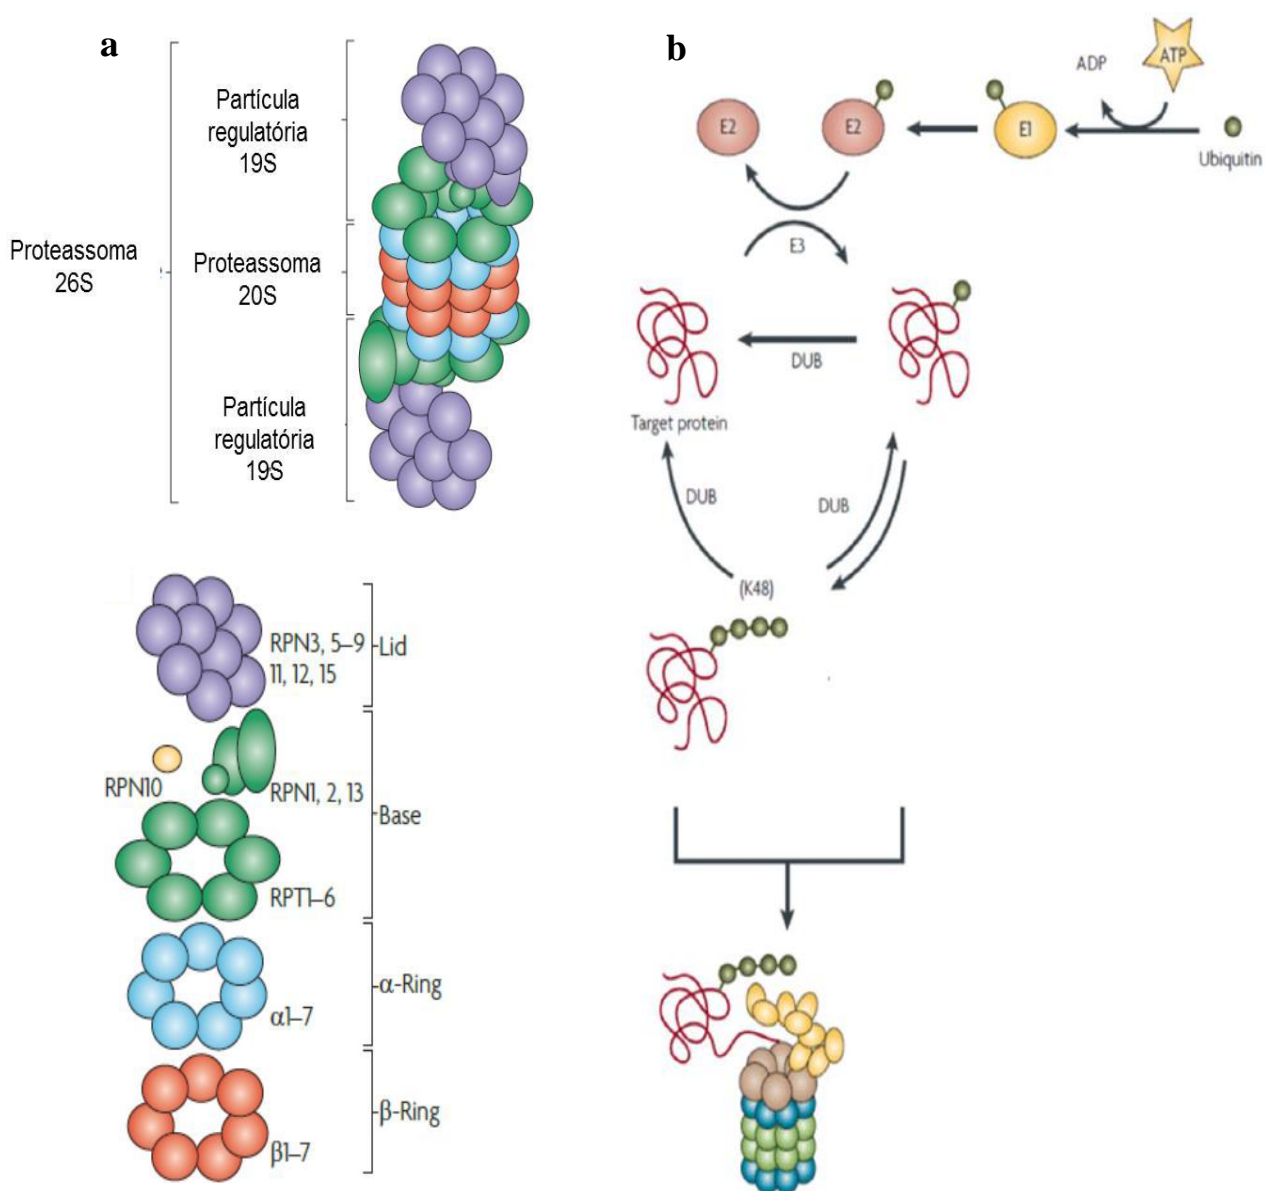 a
Partícula
regulatória
19S
Proteassoma
26S
Proteassoma
20S
Partícula
regulatória
19S
RPN3, 5–9
11, 12, 15
Lid
RPN10
RPN1, 2, 13
Base
RPT1–6
α-Ring
α1–7
β-Ring
β1–7
b
ATP
ADP
E2
E2
E1
Ubiquitin
E3
DUB
Target protein
DUB
DUB
(K48)